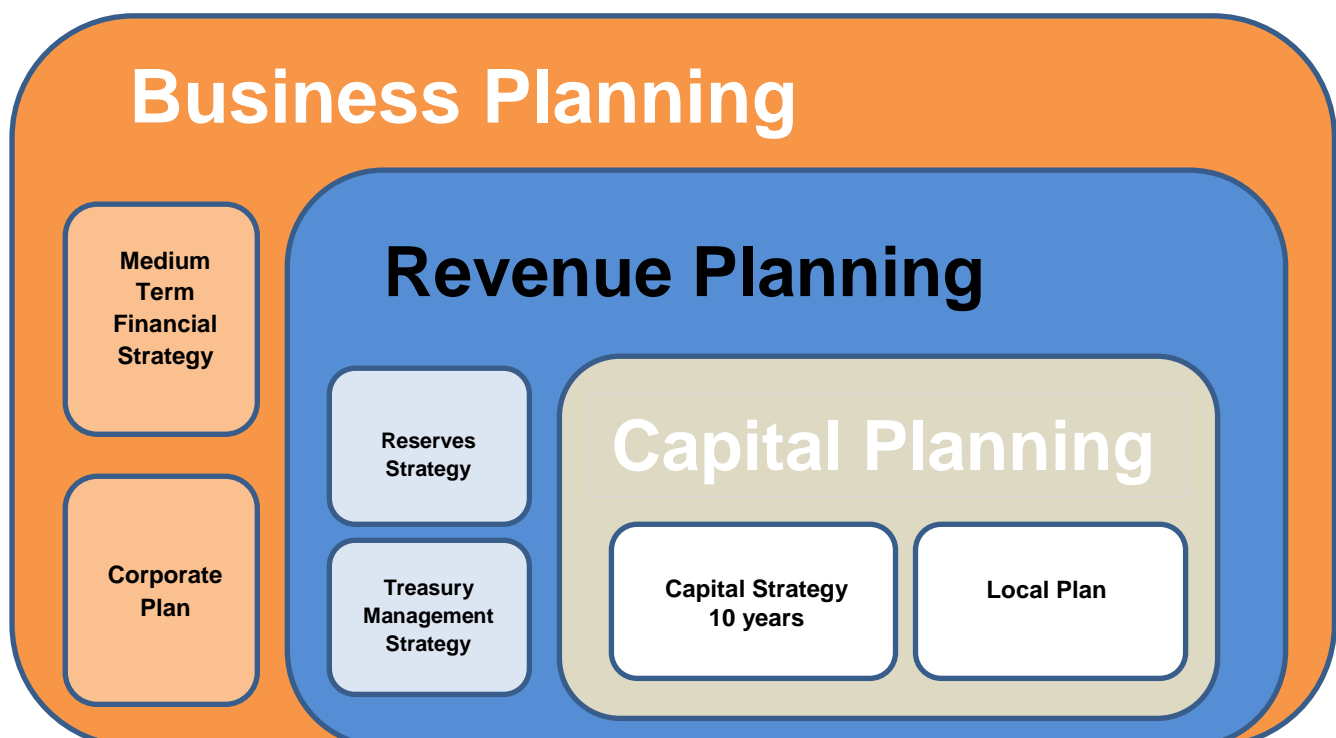 Business Planning
Medium
Term
Financial
Strategy
Corporate
Plan
Revenue Planning
Reserves
Strategy
Treasury
Management
Strategy
Capital Planning
Capital Strategy
10 years
Local Plan